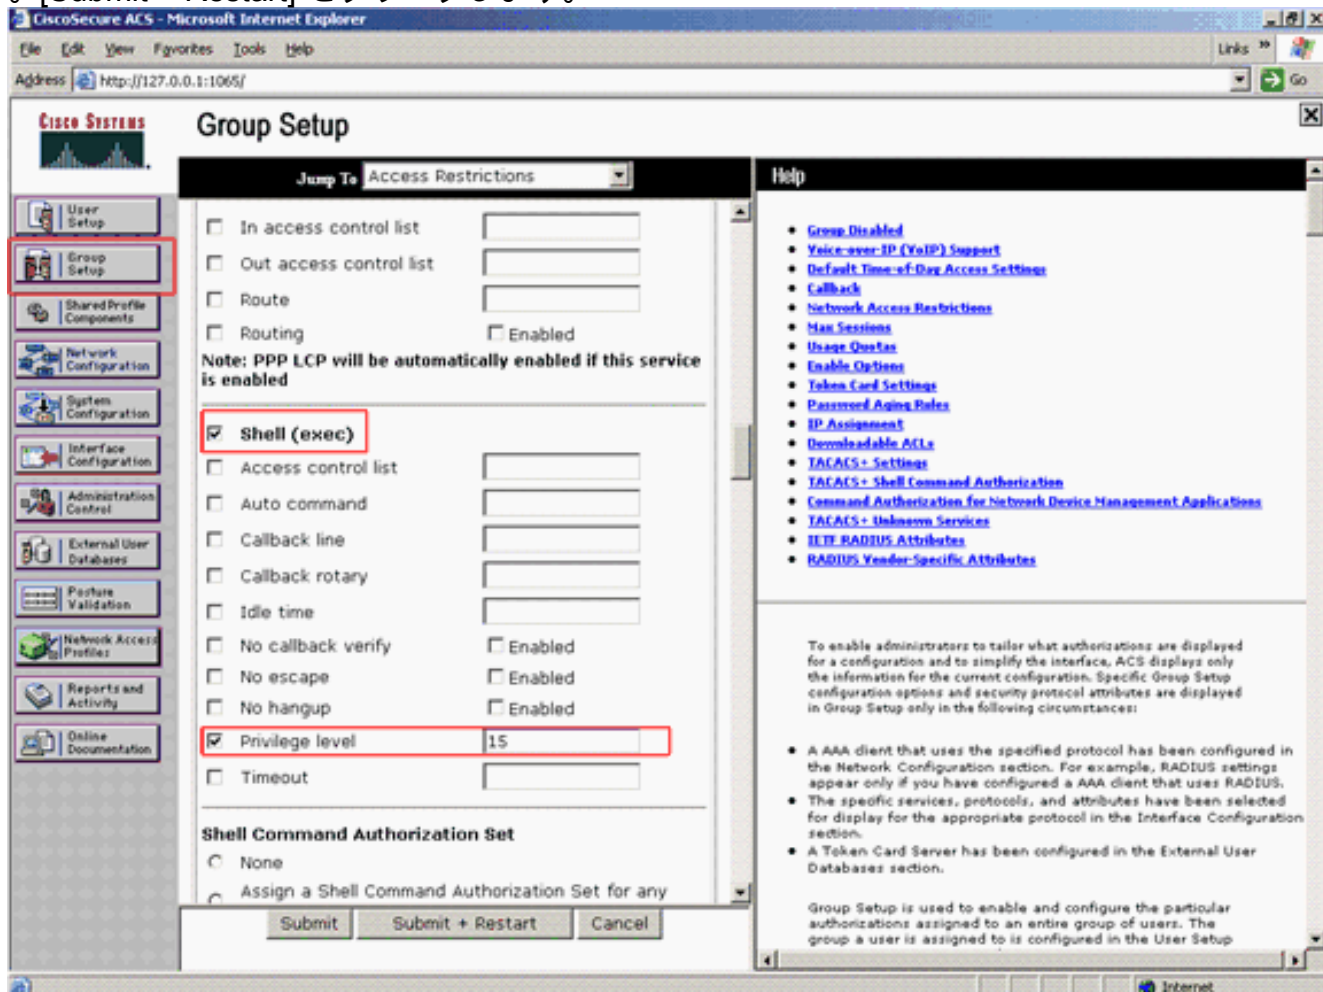 。[Submit + Restart] をクリックします。
CiscoSecure ACS - Microsoft Internet Explorer
File Edit View Favorites Tools Help
Links »
Address http://127.0.0.1:1065/
Go
CISCO SYSTEMS
Group Setup
Jump To Access Restrictions
User Setup
Group Setup
Shared Profile Components
Network Configuration
System Configuration
Interface Configuration
Administration Control
External User Databases
Posture Validation
Network Access Profiles
Reports and Activity
Online Documentation
In access control list
Out access control list
Route
Routing Enabled
Note: PPP LCP will be automatically enabled if this service
is enabled
Shell (exec)
Access control list
Auto command
Callback line
Callback rotary
Idle time
No callback verify Enabled
No escape Enabled
No hangup Enabled
Privilege level 15
Timeout
Shell Command Authorization Set
None
Assign a Shell Command Authorization Set for any
Submit Submit + Restart Cancel
Help
Group Disabled
Voice-over-IP (VoIP) Support
Default Time-of-Day Access Settings
Callback
Network Access Restrictions
Max Sessions
Usage Quotas
Enable Options
Token Card Settings
Password Aging Rules
IP Assignment
Downloadable ACLs
TACACS+ Settings
TACACS+ Shell Command Authorization
Command Authorization for Network Device Management Applications
TACACS+ Unknown Services
IETF RADIUS Attributes
RADIUS Vendor-Specific Attributes
To enable administrators to tailor what authorizations are displayed
for a configuration and to simplify the interface, ACS displays only
the information for the current configuration. Specific Group Setup
configuration options and security protocol attributes are displayed
in Group Setup only in the following circumstances:
A AAA client that uses the specified protocol has been configured in
the Network Configuration section. For example, RADIUS settings
appear only if you have configured a AAA client that uses RADIUS.
The specific services, protocols, and attributes have been selected
for display for the appropriate protocol in the Interface Configuration
section.
A Token Card Server has been configured in the External User
Databases section.
Group Setup is used to enable and configure the particular
authorizations assigned to an entire group of users. The
group a user is assigned to is configured in the User Setup
Internet